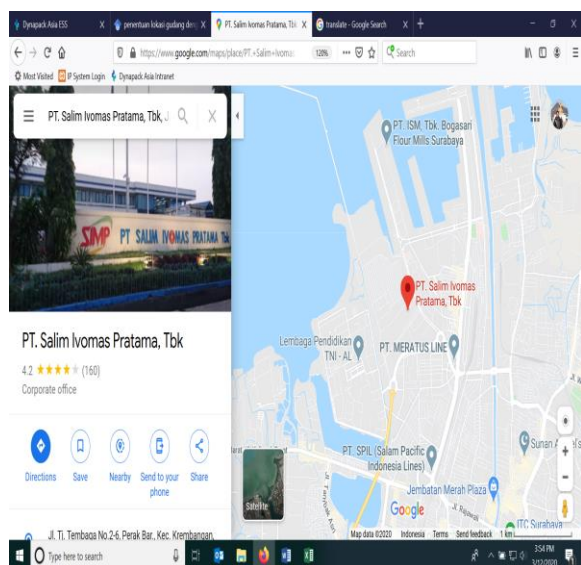 Dynapack Asia ESS
penentuan lokasi gudang den
PT. Salim Ivomas Pratama, Tbk
translate - Google Search
https://www.google.com/maps/place/PT.+Salim+Ivomas
120%
Search
Most Visited
IP System Login
Dynapack Asia Intranet
PT. Salim Ivomas Pratama, Tbk, J
SIMP PT SALIM IVOMAS PRATAMA Tbk
PT. Salim Ivomas Pratama, Tbk
4.2 (160)
Corporate office
Directions
Save
Nearby
Send to your
phone
Share
Jl. Tj. Tembaga No.2-6, Perak Bar., Kec. Krembangan,
PT. ISM, Tbk. Bogasari
Flour Mills Surabaya
PT. Salim Ivomas
Pratama, Tbk
Lembaga Pendidikan
TNI - AL
PT. MERATUS LINE
PT. SPIL (Salam Pacific
Indonesia Lines)
Sunan A
Jembatan Merah Plaza
Jl. Rajawali
ITC Surabaya
Satellite
Google
Map data ©2020 Indonesia Terms Send feedback 1 km
Type here to search
3:54 PM
3/12/2020